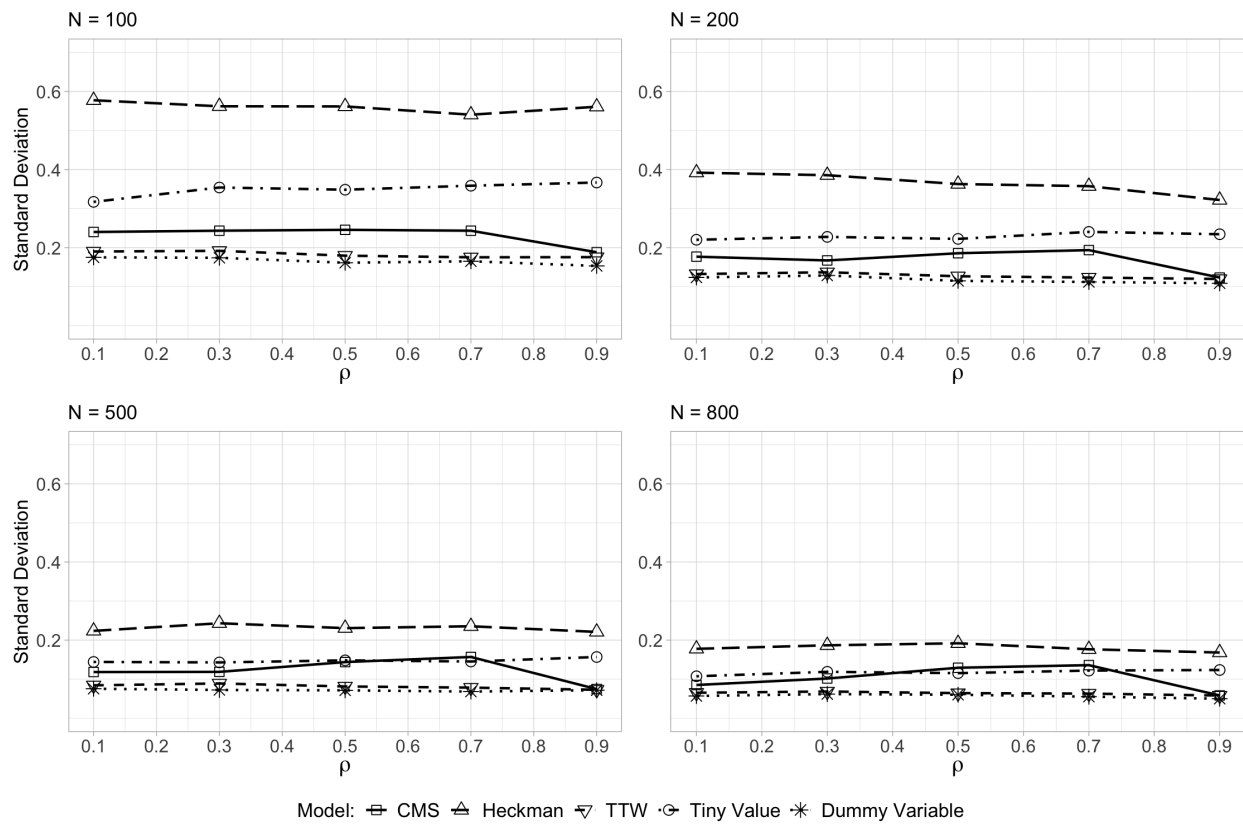 N = 100
Standard Deviation
0.6
0.4
0.2
0.1 0.2 0.3 0.4 0.5 0.6 0.7 0.8 0.9
ρ
N = 200
0.6
0.4
0.2
0.1 0.2 0.3 0.4 0.5 0.6 0.7 0.8 0.9
ρ
N = 500
Standard Deviation
0.6
0.4
0.2
0.1 0.2 0.3 0.4 0.5 0.6 0.7 0.8 0.9
ρ
N = 800
0.6
0.4
0.2
0.1 0.2 0.3 0.4 0.5 0.6 0.7 0.8 0.9
ρ
Model: CMS Heckman TTW Tiny Value Dummy Variable